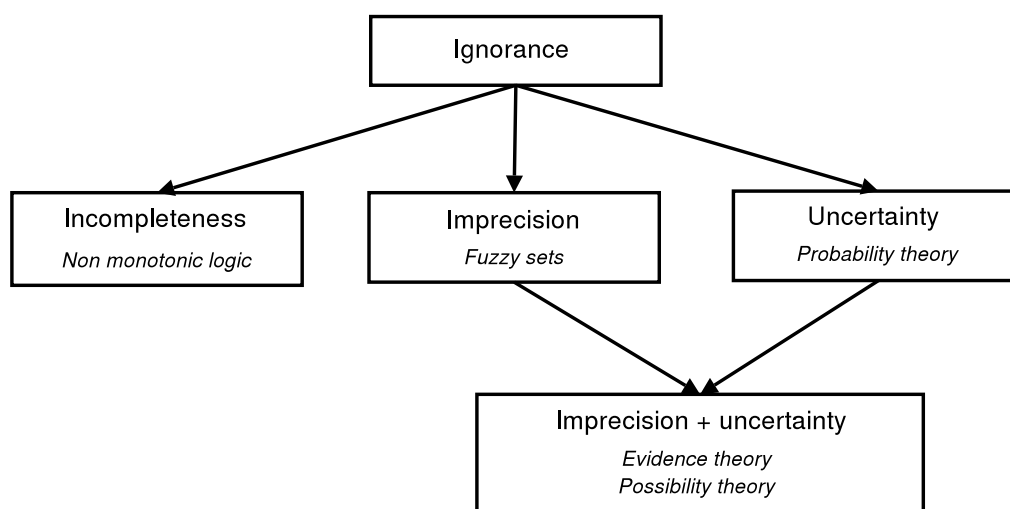 Ignorance
Incompleteness
Non monotonic logic
Imprecision
Fuzzy sets
Uncertainty
Probability theory
Imprecision + uncertainty
Evidence theory
Possibility theory